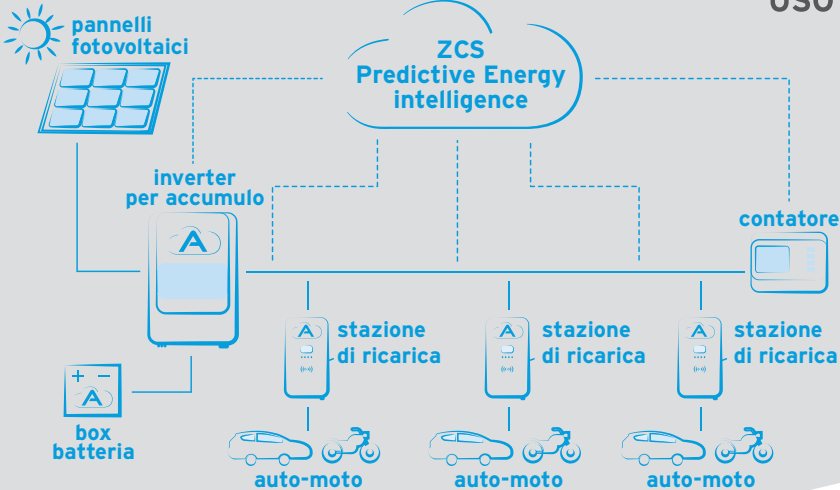 USO
pannelli
fotovoltaici
ZCS
Predictive Energy
intelligence
inverter
per accumulo
contatore
A
A
stazione
di ricarica
A
stazione
di ricarica
A
stazione
di ricarica
+ -
A
box
batteria
auto-moto
auto-moto
auto-moto